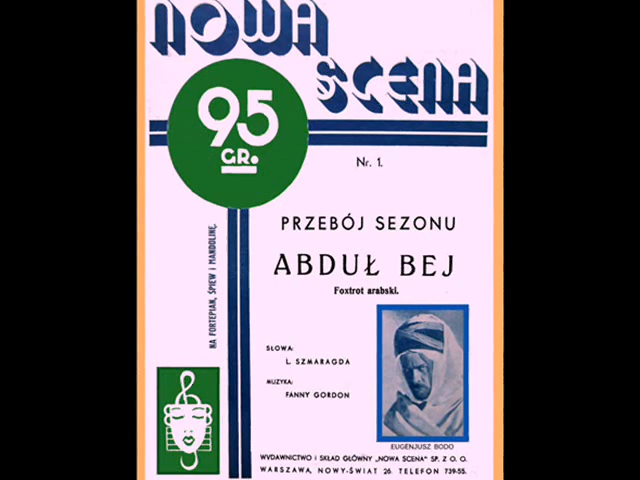 NOWA
SCENA
95
GR.
Nr. 1.
PRZEBÓJ SEZONU
ABDUŁ BEJ
Foxtrot arabski.
NA FORTEPIAN, ŚPIEW I MANDOLINĘ.
SŁOWA:
L. SZMARAGDA
MUZYKA:
FANNY GORDON
EUGENJUSZ BODO
WYDAWNICTWO I SKŁAD GŁÓWNY „NOWA SCENA" SP. Z O. O.
WARSZAWA, NOWY-ŚWIAT 26. TELEFON 739-55.